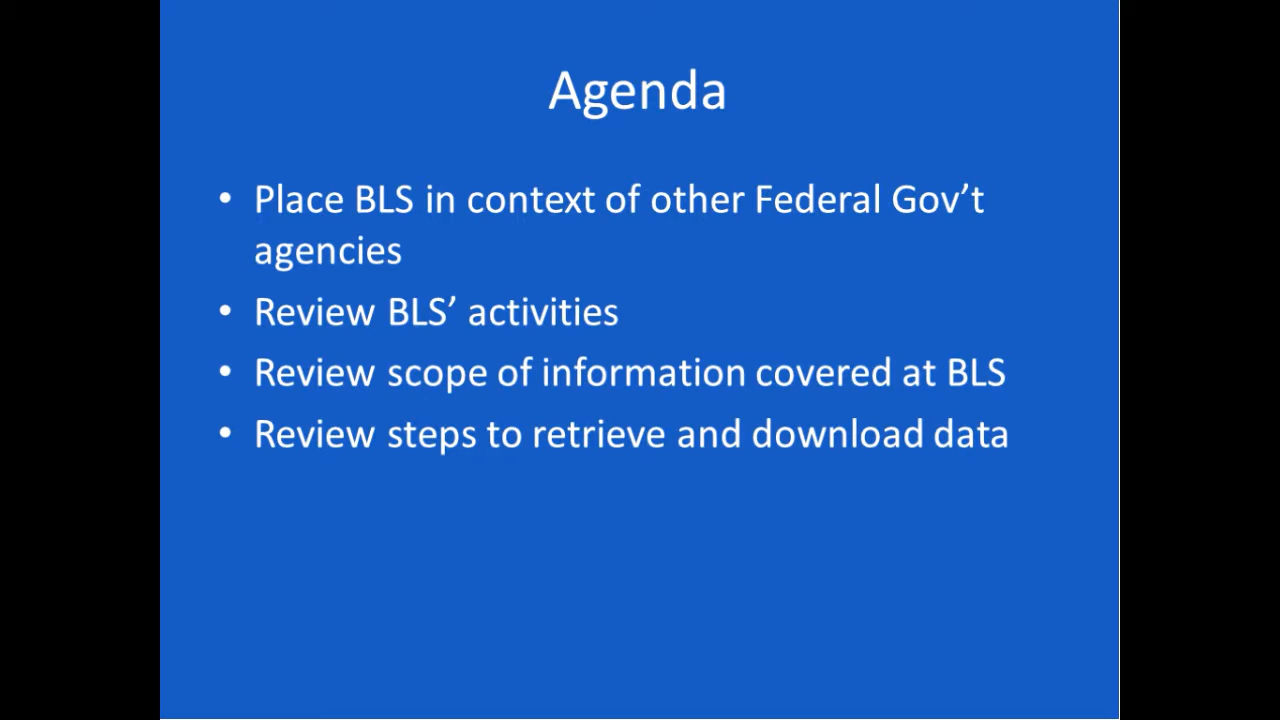 Agenda
• Place BLS in context of other Federal Gov’t
agencies
• Review BLS’ activities
• Review scope of information covered at BLS
• Review steps to retrieve and download data